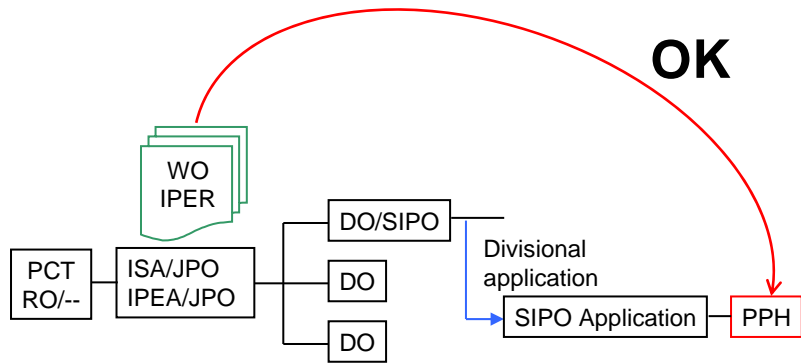 OK
WO
IPER
DO/SIPO
Divisional
application
PCT
RO/--
ISA/JPO
IPEA/JPO
DO
SIPO Application
PPH
DO